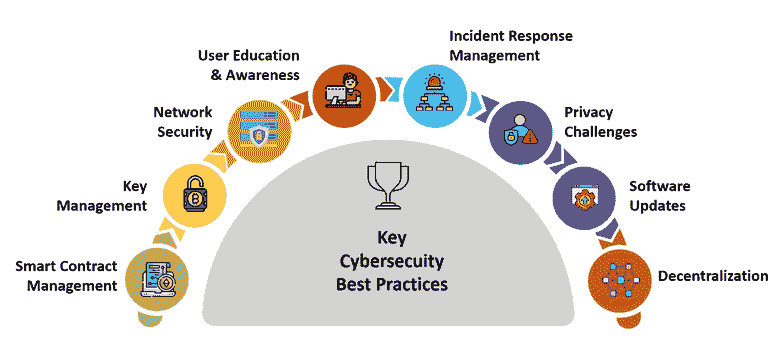 Incident Response
Management
User Education
& Awareness
Network
Security
Privacy
Challenges
Key
Management
Software
Updates
Smart Contract
Management
Decentralization
Key
Cybersecuity
Best Practices